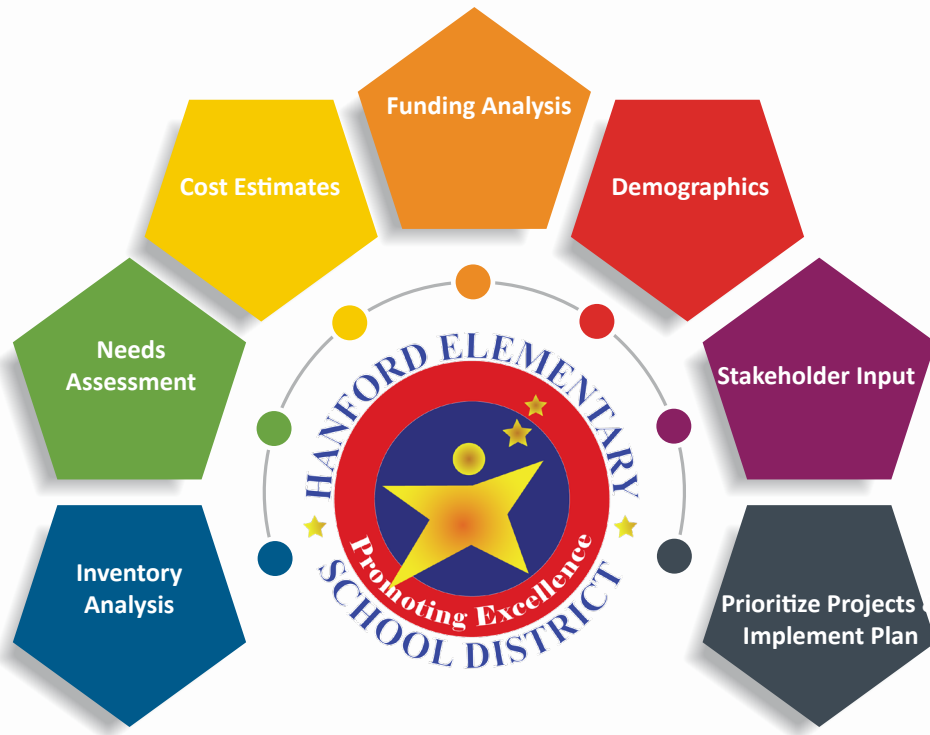 Funding Analysis
Cost Estimates
Demographics
Needs
Assessment
Stakeholder Input
Inventory
Analysis
Prioritize Projects
Implement Plan
HANFORD ELEMENTARY
SCHOOL DISTRICT
Promoting Excellence